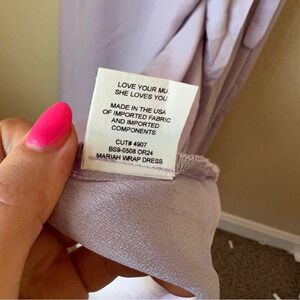 LOVE YOUR MU
SHE LOVES YOU
MADE IN THE USA
OF IMPORTED FABRIC
AND IMPORTED
COMPONENTS
CUT# 4907
BS9-0508 OR24
MARIAH WRAP DRESS